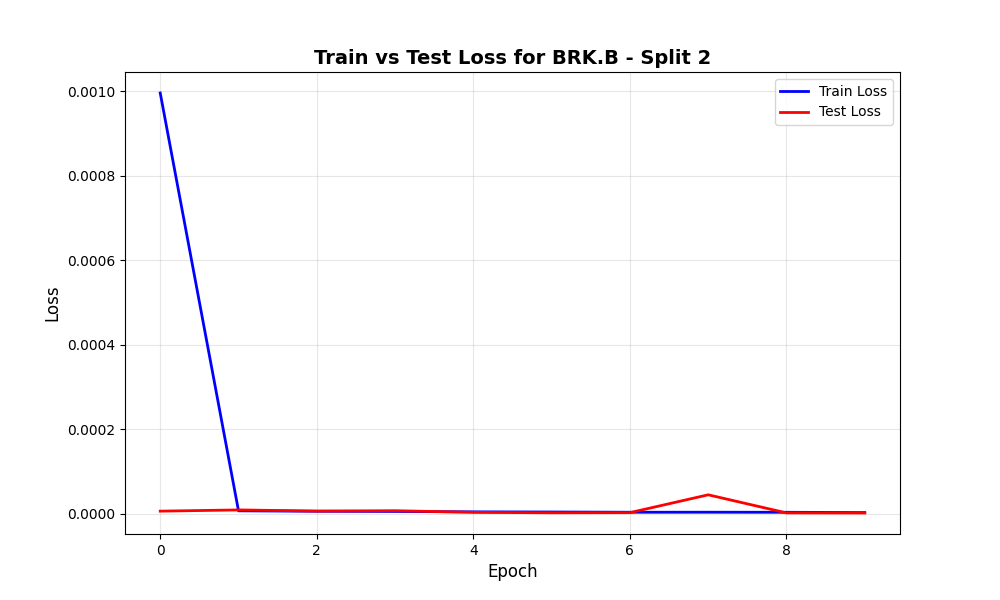 Train vs Test Loss for BRK.B - Split 2
Train Loss
Test Loss
0.0010
0.0008
0.0006
0.0004
0.0002
0.0000
Loss
0 2 4 6 8
Epoch